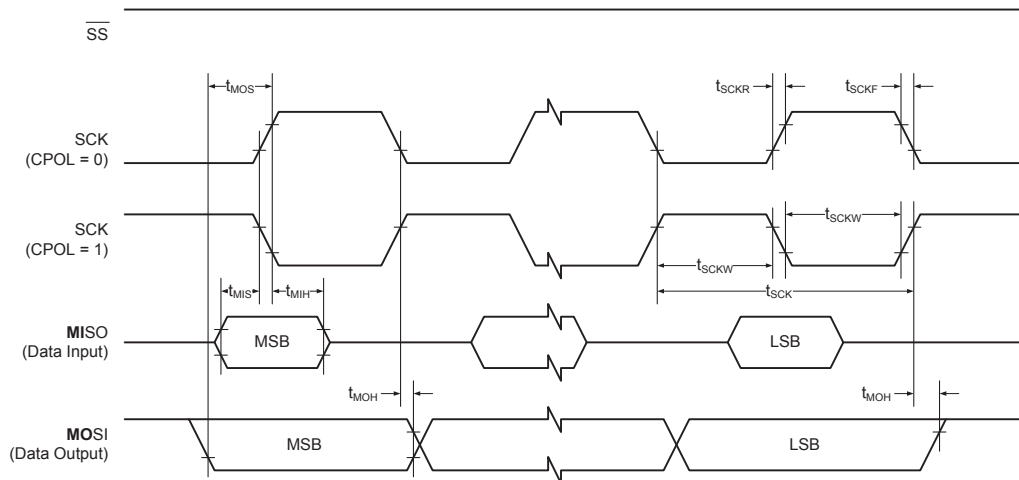 SS
tMOS
tSCKR
tSCKF
SCK
(CPOL = 0)
SCK
(CPOL = 1)
tSCKW
tSCKW
tSCK
tMIS
tMIH
MISO
(Data Input)
MSB
LSB
tMOH
tMOH
MOSI
(Data Output)
MSB
LSB